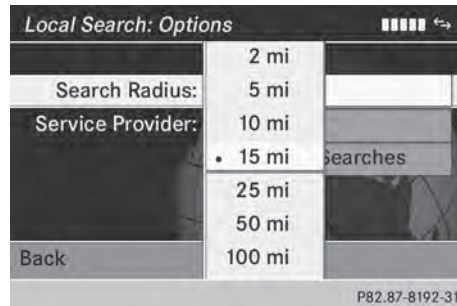 Local Search: Options
2 mi
Search Radius: 5 mi
Service Provider: 10 mi
• 15 mi Searches
25 mi
50 mi
Back 100 mi
P82.87-8192-31